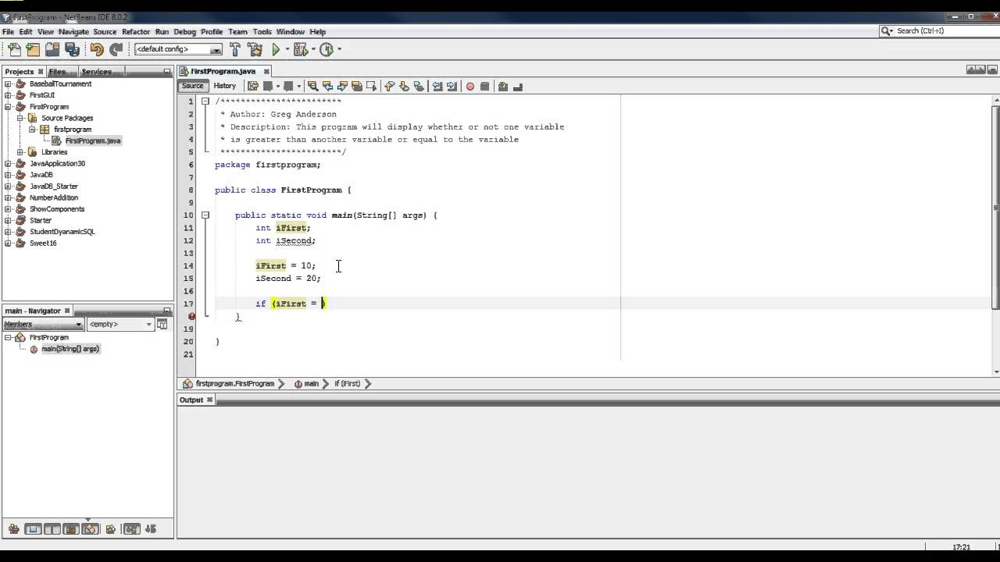 FirstProgram - NetBeans IDE 8.0.2
File Edit View Navigate Source Refactor Run Debug Profile Team Tools Window Help
Search (Ctrl+I)
<default config>
Projects Files Services
BaseballTournament
FirstGUI
FirstProgram
Source Packages
firstprogram
FirstProgram.java
Libraries
JavaApplication30
JavaDB
JavaDB_Starter
NumberAddition
ShowComponents
Starter
StudentDyanamicSQL
Sweet16
main - Navigator
Members <empty>
FirstProgram
main(String[] args)
FirstProgram.java
Source History
1 /************************
2 * Author: Greg Anderson
3 * Description: This program will display whether or not one variable
4 * is greater than another variable or equal to the variable
5 ************************/
6 package firstprogram;
7
8 public class FirstProgram {
9
10 public static void main(String[] args) {
11 int iFirst;
12 int iSecond;
13
14 iFirst = 10;
15 iSecond = 20;
16
17 if (iFirst = )
}
19
20 }
21
firstprogram.FirstProgram main if (iFirst)
Output
17:21